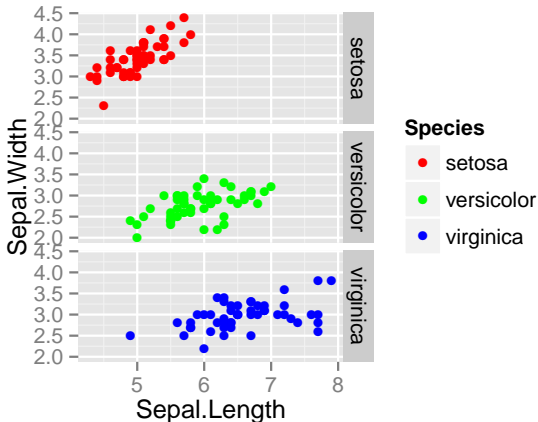 Sepal.Width
4.5
4.0
3.5
3.0
2.5
2.0
setosa
4.5
4.0
3.5
3.0
2.5
2.0
versicolor
4.5
4.0
3.5
3.0
2.5
2.0
virginica
5 6 7 8
Sepal.Length
Species
setosa
versicolor
virginica